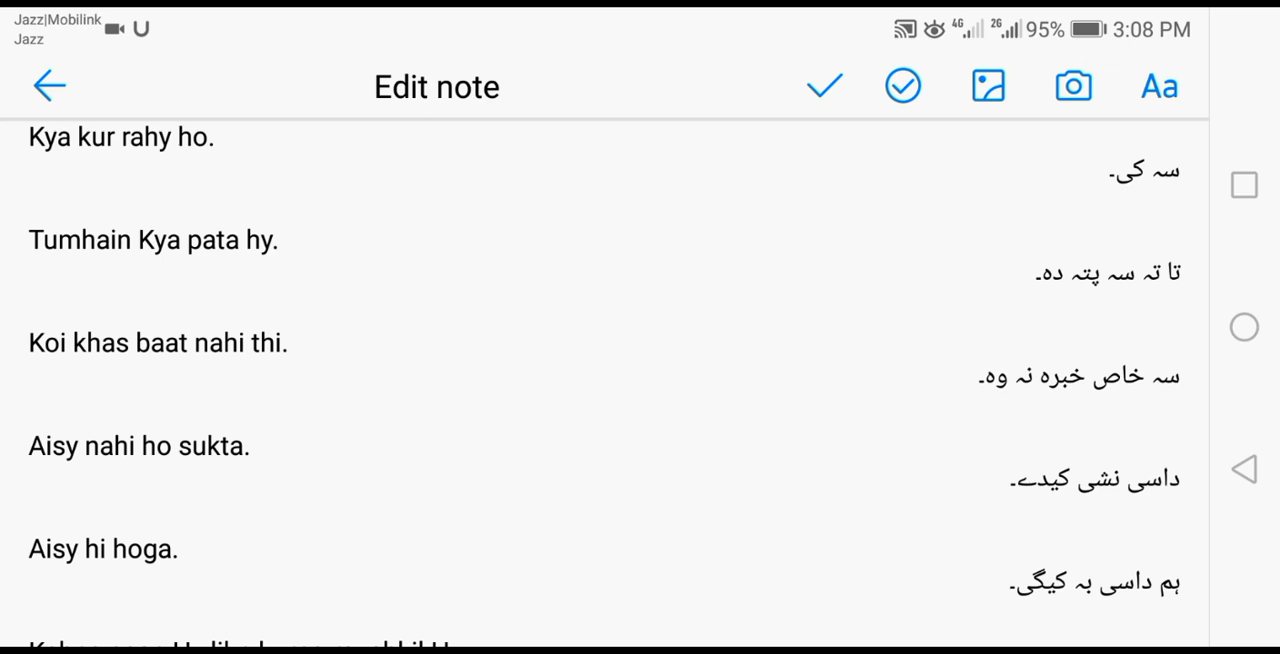 Jazz|Mobilink
Jazz
4G 2G 95% 3:08 PM
Edit note
Aa
Kya kur rahy ho.
سہ کی۔
Tumhain Kya pata hy.
تا تہ سہ پتہ دہ۔
Koi khas baat nahi thi.
سہ خاص خبرہ نہ وہ۔
Aisy nahi ho sukta.
داسی نشی کیدے۔
Aisy hi hoga.
ہم داسی بہ کیگی۔